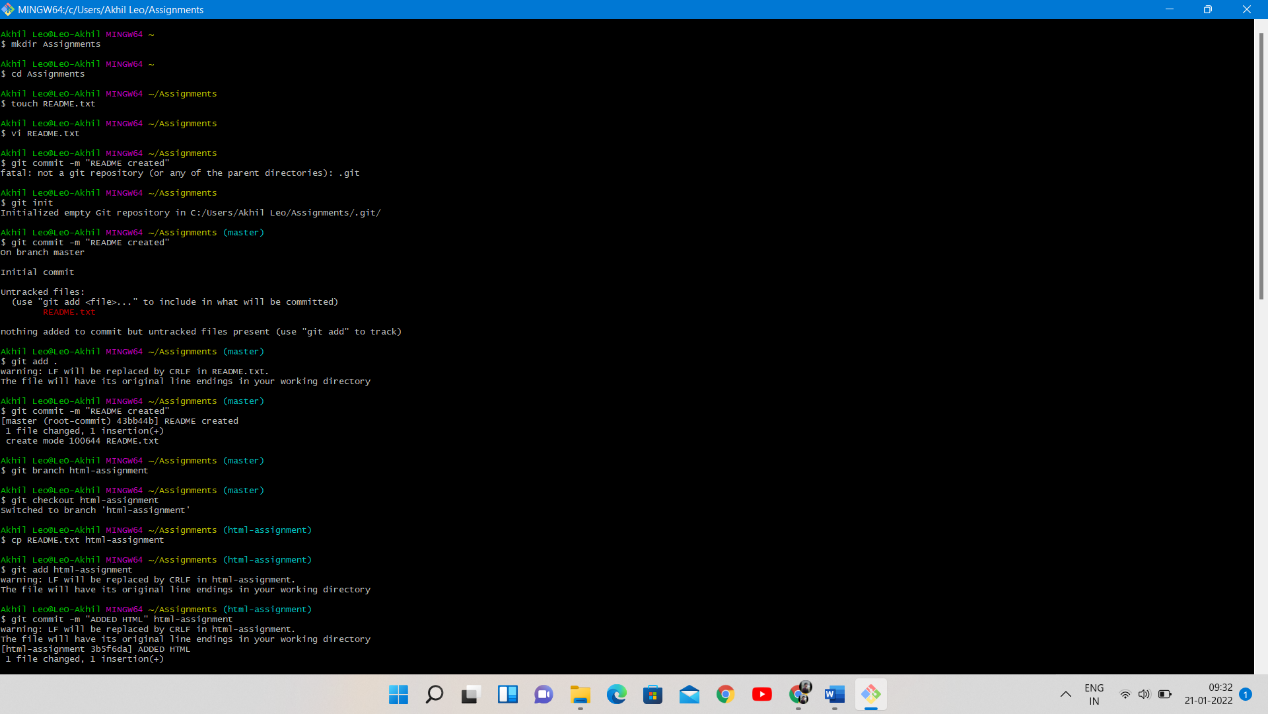 MINGW64:/c/Users/Akhil Leo/Assignments
Akhil Leo@LeO-Akhil MINGW64 ~
$ mkdir Assignments
Akhil Leo@LeO-Akhil MINGW64 ~
$ cd Assignments
Akhil Leo@LeO-Akhil MINGW64 ~/Assignments
$ touch README.txt
Akhil Leo@LeO-Akhil MINGW64 ~/Assignments
$ vi README.txt
Akhil Leo@LeO-Akhil MINGW64 ~/Assignments
$ git commit -m "README created"
fatal: not a git repository (or any of the parent directories): .git
Akhil Leo@LeO-Akhil MINGW64 ~/Assignments
$ git init
Initialized empty Git repository in C:/Users/Akhil Leo/Assignments/.git/
Akhil Leo@LeO-Akhil MINGW64 ~/Assignments (master)
$ git commit -m "README created"
On branch master
Initial commit
Untracked files:
(use "git add <file>..." to include in what will be committed)
README.txt
nothing added to commit but untracked files present (use "git add" to track)
Akhil Leo@LeO-Akhil MINGW64 ~/Assignments (master)
$ git add .
warning: LF will be replaced by CRLF in README.txt.
The file will have its original line endings in your working directory
Akhil Leo@LeO-Akhil MINGW64 ~/Assignments (master)
$ git commit -m "README created"
[master (root-commit) 43bb44b] README created
1 file changed, 1 insertion(+)
create mode 100644 README.txt
Akhil Leo@LeO-Akhil MINGW64 ~/Assignments (master)
$ git branch html-assignment
Akhil Leo@LeO-Akhil MINGW64 ~/Assignments (master)
$ git checkout html-assignment
Switched to branch 'html-assignment'
Akhil Leo@LeO-Akhil MINGW64 ~/Assignments (html-assignment)
$ cp README.txt html-assignment
Akhil Leo@LeO-Akhil MINGW64 ~/Assignments (html-assignment)
$ git add html-assignment
warning: LF will be replaced by CRLF in html-assignment.
The file will have its original line endings in your working directory
Akhil Leo@LeO-Akhil MINGW64 ~/Assignments (html-assignment)
$ git commit -m "ADDED HTML" html-assignment
warning: LF will be replaced by CRLF in html-assignment.
The file will have its original line endings in your working directory
[html-assignment 3b5f6da] ADDED HTML
1 file changed, 1 insertion(+)
ENG
IN
09:32
21-01-2022
1